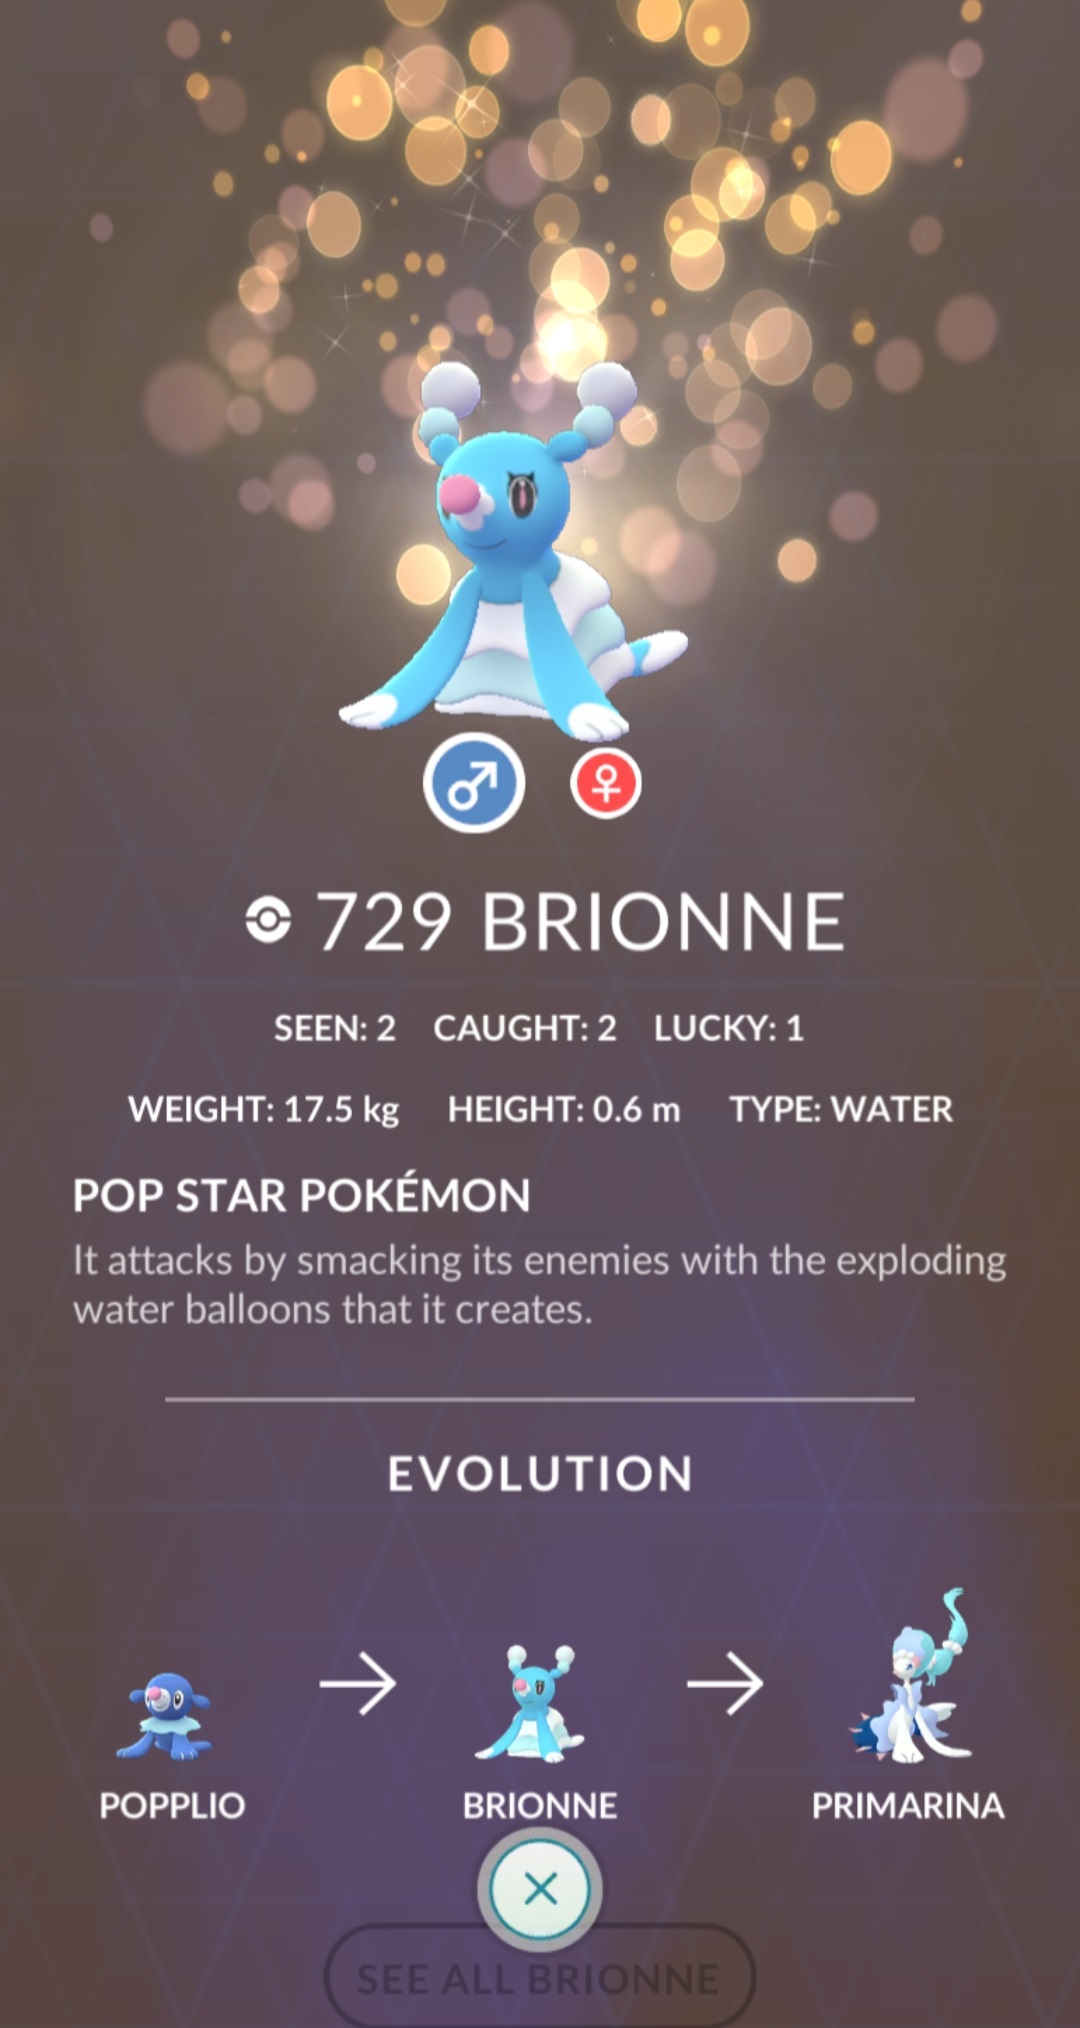 729 BRIONNE
SEEN: 2 CAUGHT: 2 LUCKY: 1
WEIGHT: 17.5 kg HEIGHT: 0.6 m TYPE: WATER
POP STAR POKÉMON
It attacks by smacking its enemies with the exploding
water balloons that it creates.
EVOLUTION
POPPLIO BRIONNE PRIMARINA
SEE ALL BRIONNE